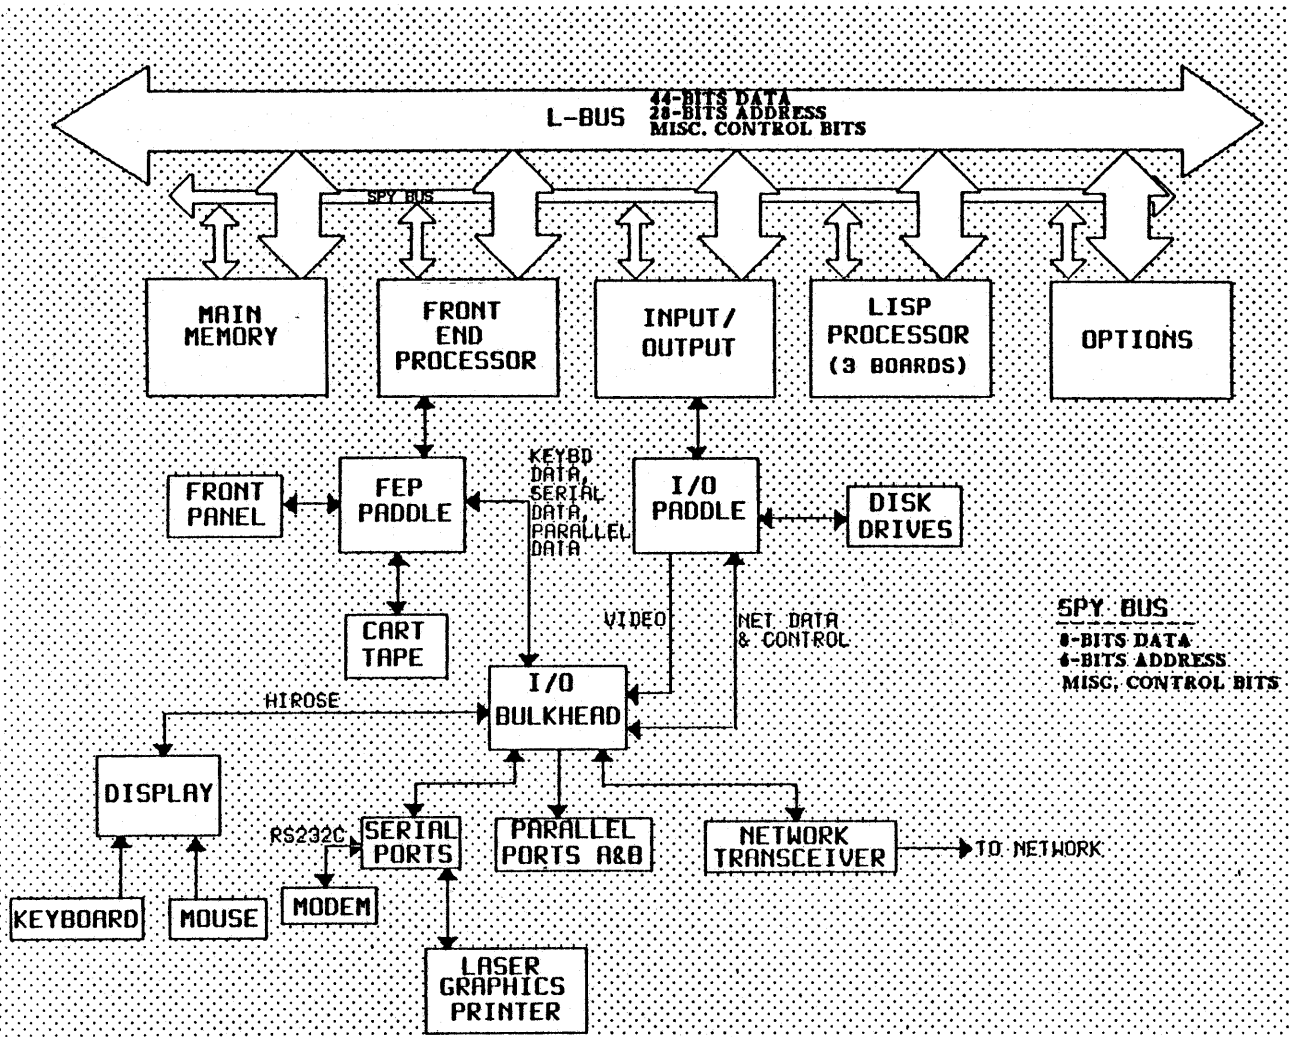 44-BITS DATA
L-BUS 28-BITS ADDRESS
MISC. CONTROL BITS
SPY BUS
MAIN
MEMORY
FRONT
END
PROCESSOR
INPUT/
OUTPUT
LISP
PROCESSOR
(3 BOARDS)
OPTIONS
FRONT
PANEL
FEP
PADDLE
KEYBD
DATA,
SERIAL
DATA,
PARALLEL
DATA
I/O
PADDLE
DISK
DRIVES
CART
TAPE
VIDEO
NET DATA
& CONTROL
SPY BUS
8-BITS DATA
6-BITS ADDRESS
MISC. CONTROL BITS
HIROSE
I/O
BULKHEAD
DISPLAY
RS232C
SERIAL
PORTS
PARALLEL
PORTS A&B
NETWORK
TRANSCEIVER
TO NETWORK
KEYBOARD
MOUSE
MODEM
LASER
GRAPHICS
PRINTER